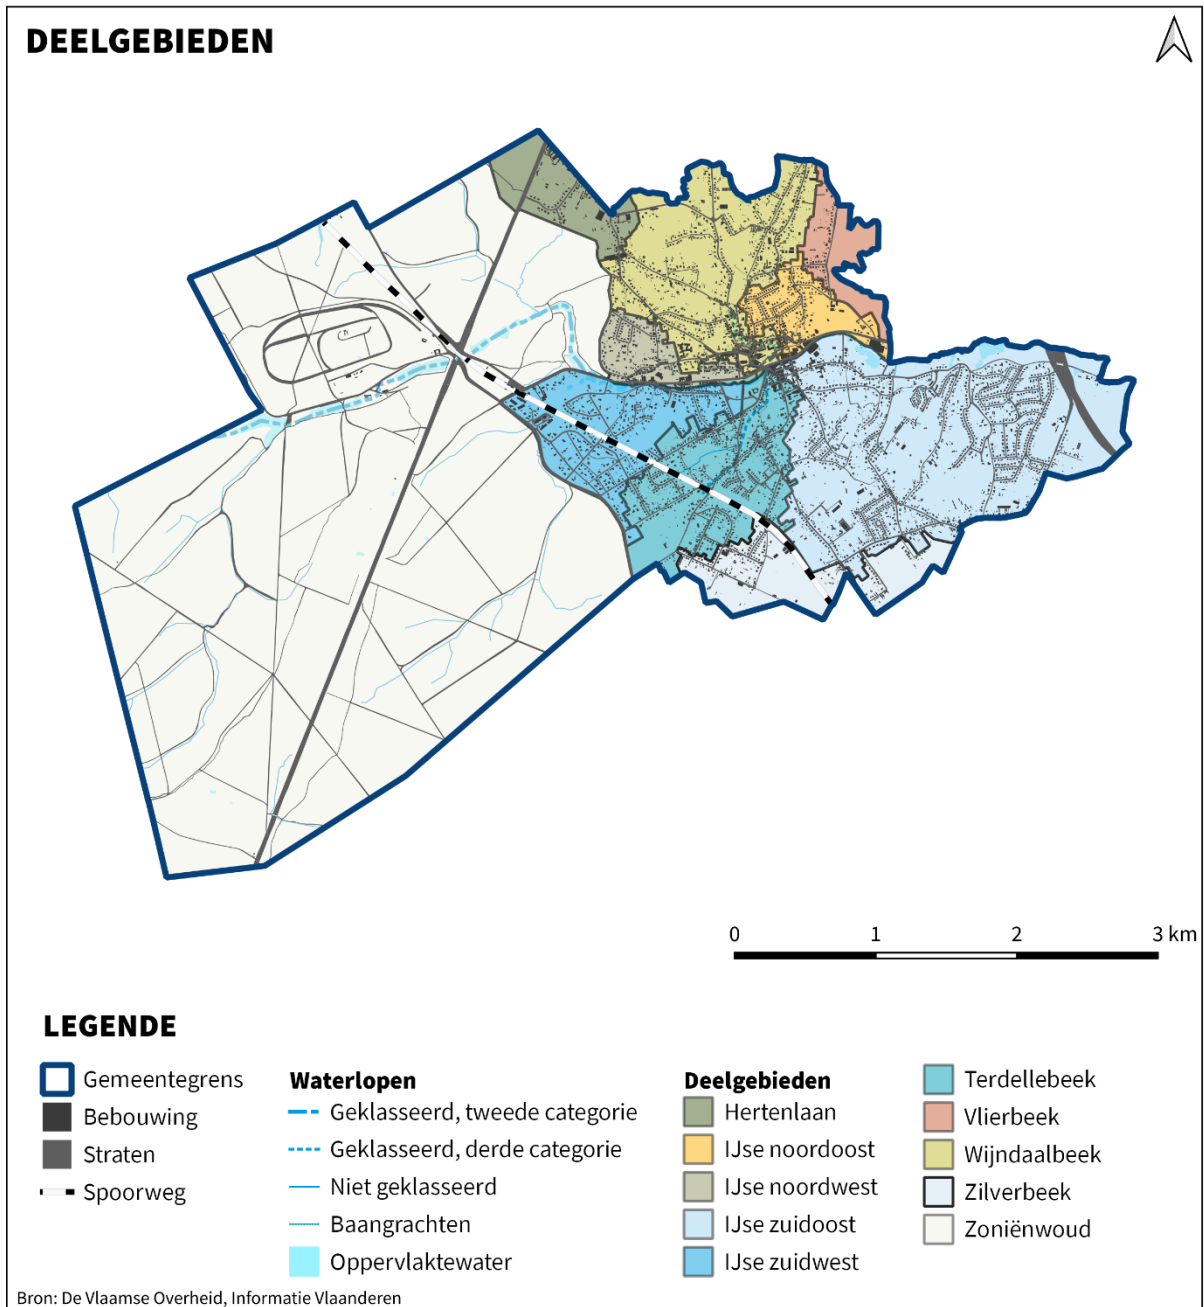 DEELGEBIEDEN
0 1 2 3 km
LEGENDE
Gemeentegrens
Bebouwing
Straten
Spoorweg
Waterlopen
Geklasseerd, tweede categorie
Geklasseerd, derde categorie
Niet geklasseerd
Baangrachten
Oppervlaktewater
Deelgebieden
Hertenlaan
IJse noordoost
IJse noordwest
IJse zuidoost
IJse zuidwest
Terdellebeek
Vlierbeek
Wijndaalbeek
Zilverbeek
Zoniënwoud
Bron: De Vlaamse Overheid, Informatie Vlaanderen